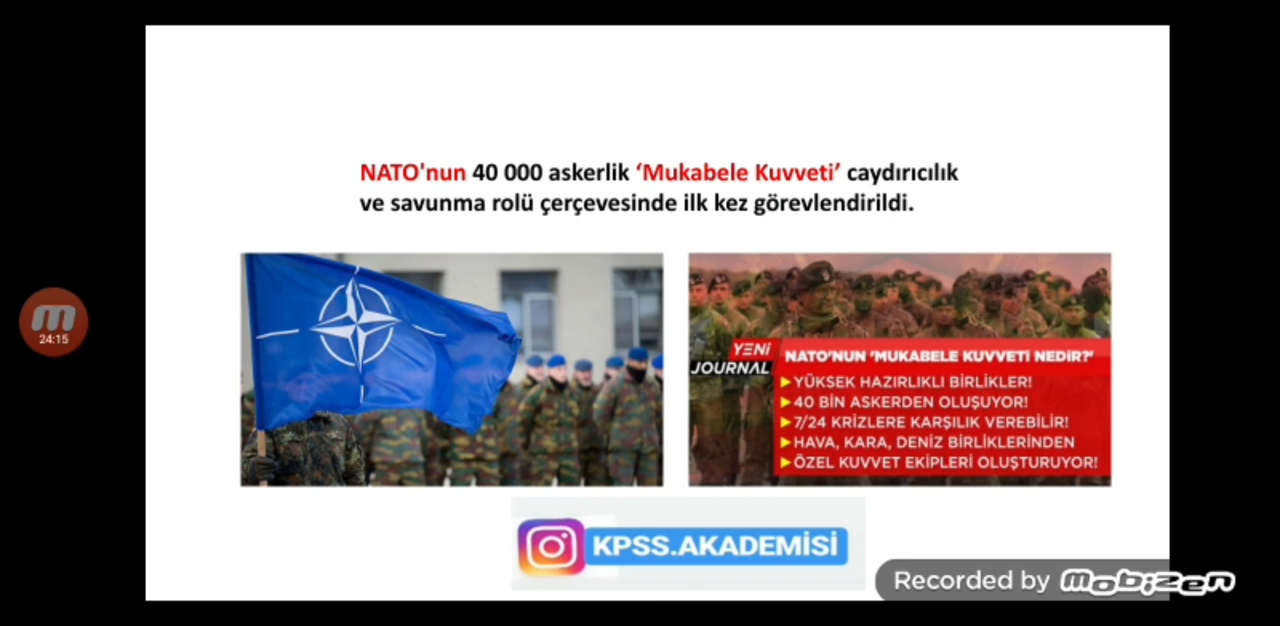 NATO'nun 40 000 askerlik ‘Mukabele Kuvveti’ caydırıcılık
ve savunma rolü çerçevesinde ilk kez görevlendirildi.
24:15
YENİ
JOURNAL
NATO'NUN 'MUKABELE KUVVETİ NEDİR?'
YÜKSEK HAZIRLIKLI BİRLİKLER!
40 BİN ASKERDEN OLUŞUYOR!
7/24 KRİZLERE KARŞILIK VEREBİLİR!
HAVA, KARA, DENİZ BİRLİKLERİNDEN
ÖZEL KUVVET EKİPLERİ OLUŞTURUYOR!
KPSS.AKADEMİSİ
Recorded by mobizen